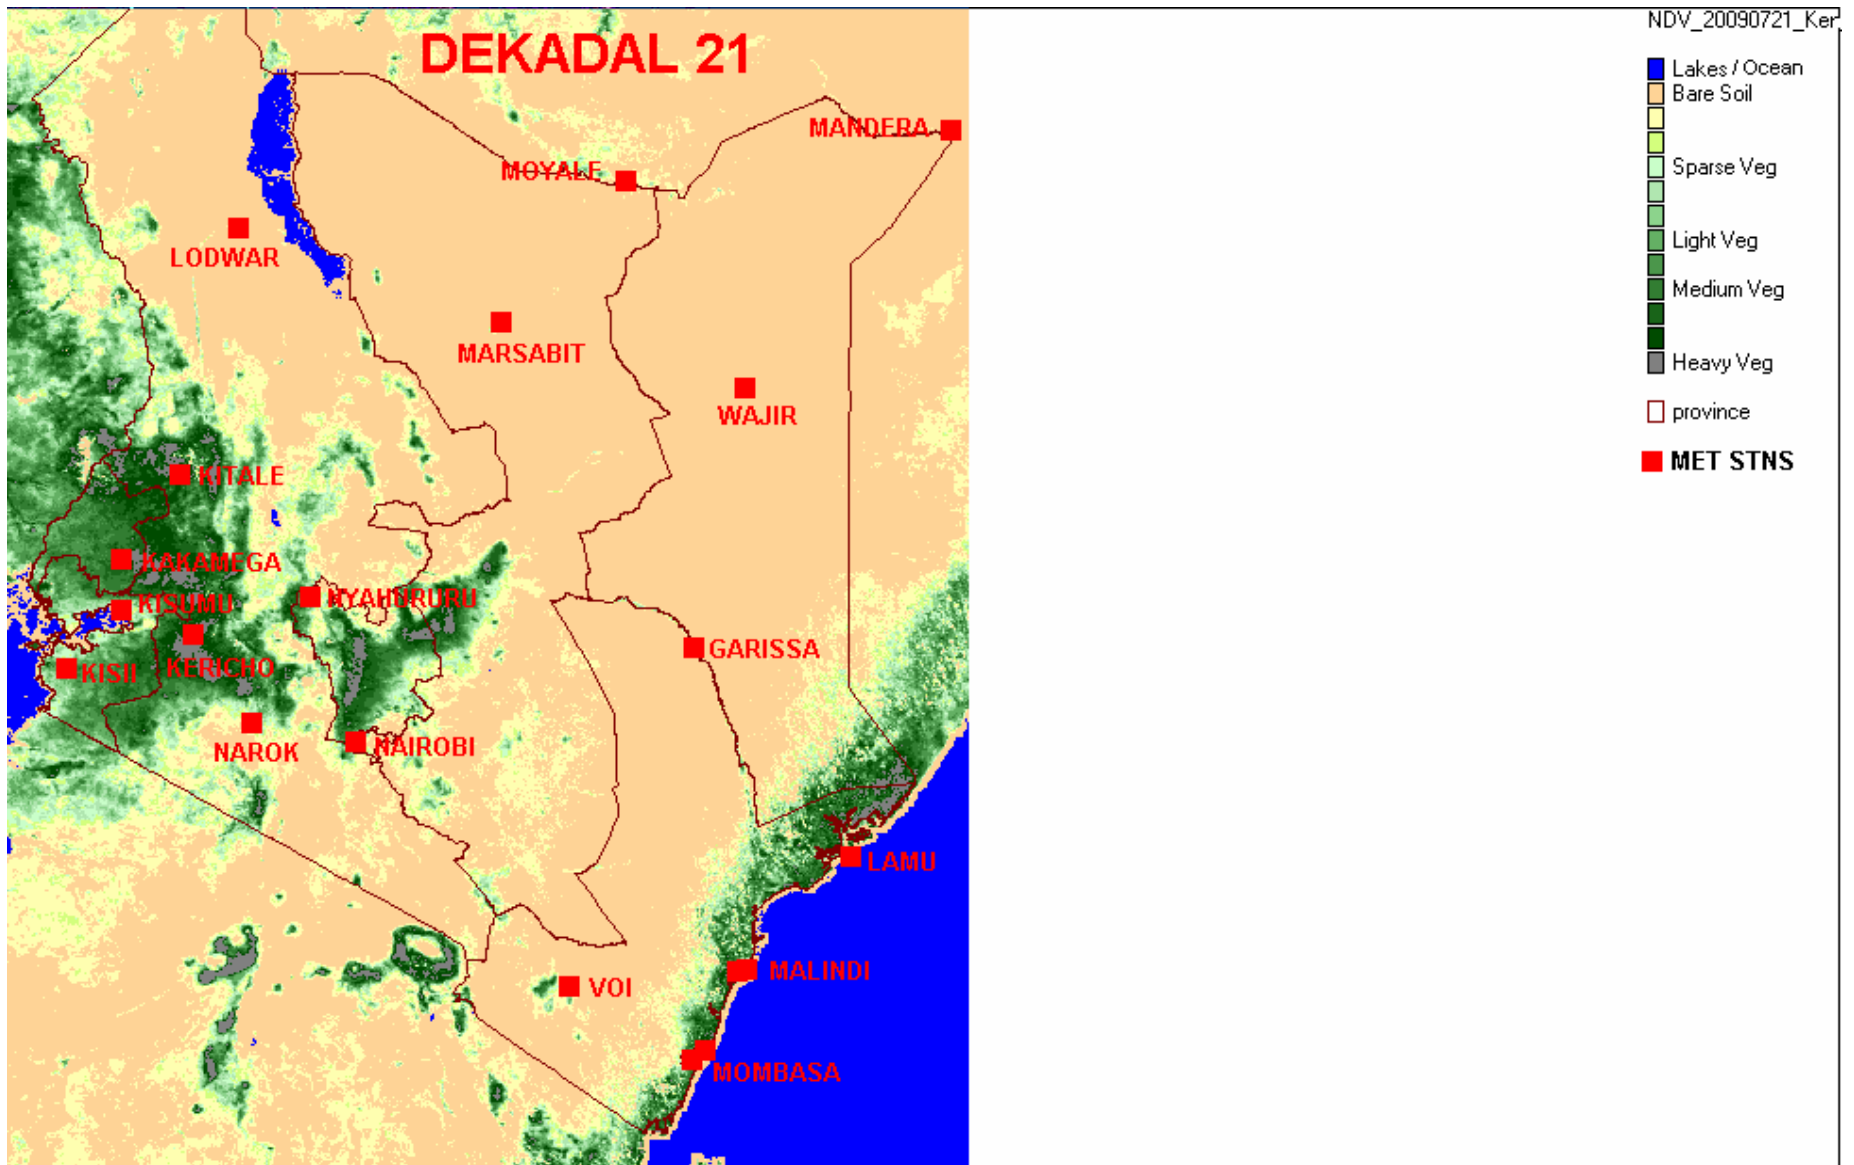 NDV_20090721_Ker
DEKADAL 21
Lakes / Ocean
Bare Soil
Sparse Veg
Light Veg
Medium Veg
Heavy Veg
province
MET STNS
MANDERA
MOYALE
LODWAR
MARSABIT
WAJIR
KITALE
KAKAMEGA
KISUMU
NYAHURURU
GARISSA
KERICHO
KISII
NAROK
NAIROBI
LAMU
MALINDI
VOI
MOMBASA